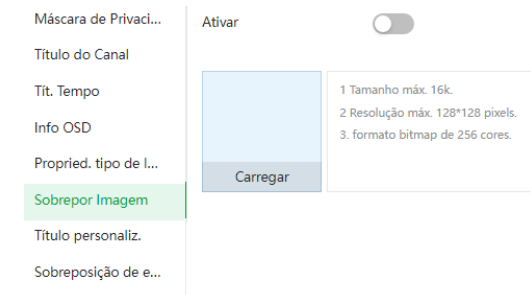 Máscara de Privaci...
Ativar
Título do Canal
Tít. Tempo
Info OSD
Propried. tipo de l...
Sobrepor Imagem
Título personaliz.
Sobreposição de e...
Carregar
1 Tamanho máx. 16k.
2 Resolução máx. 128*128 pixels.
3. formato bitmap de 256 cores.